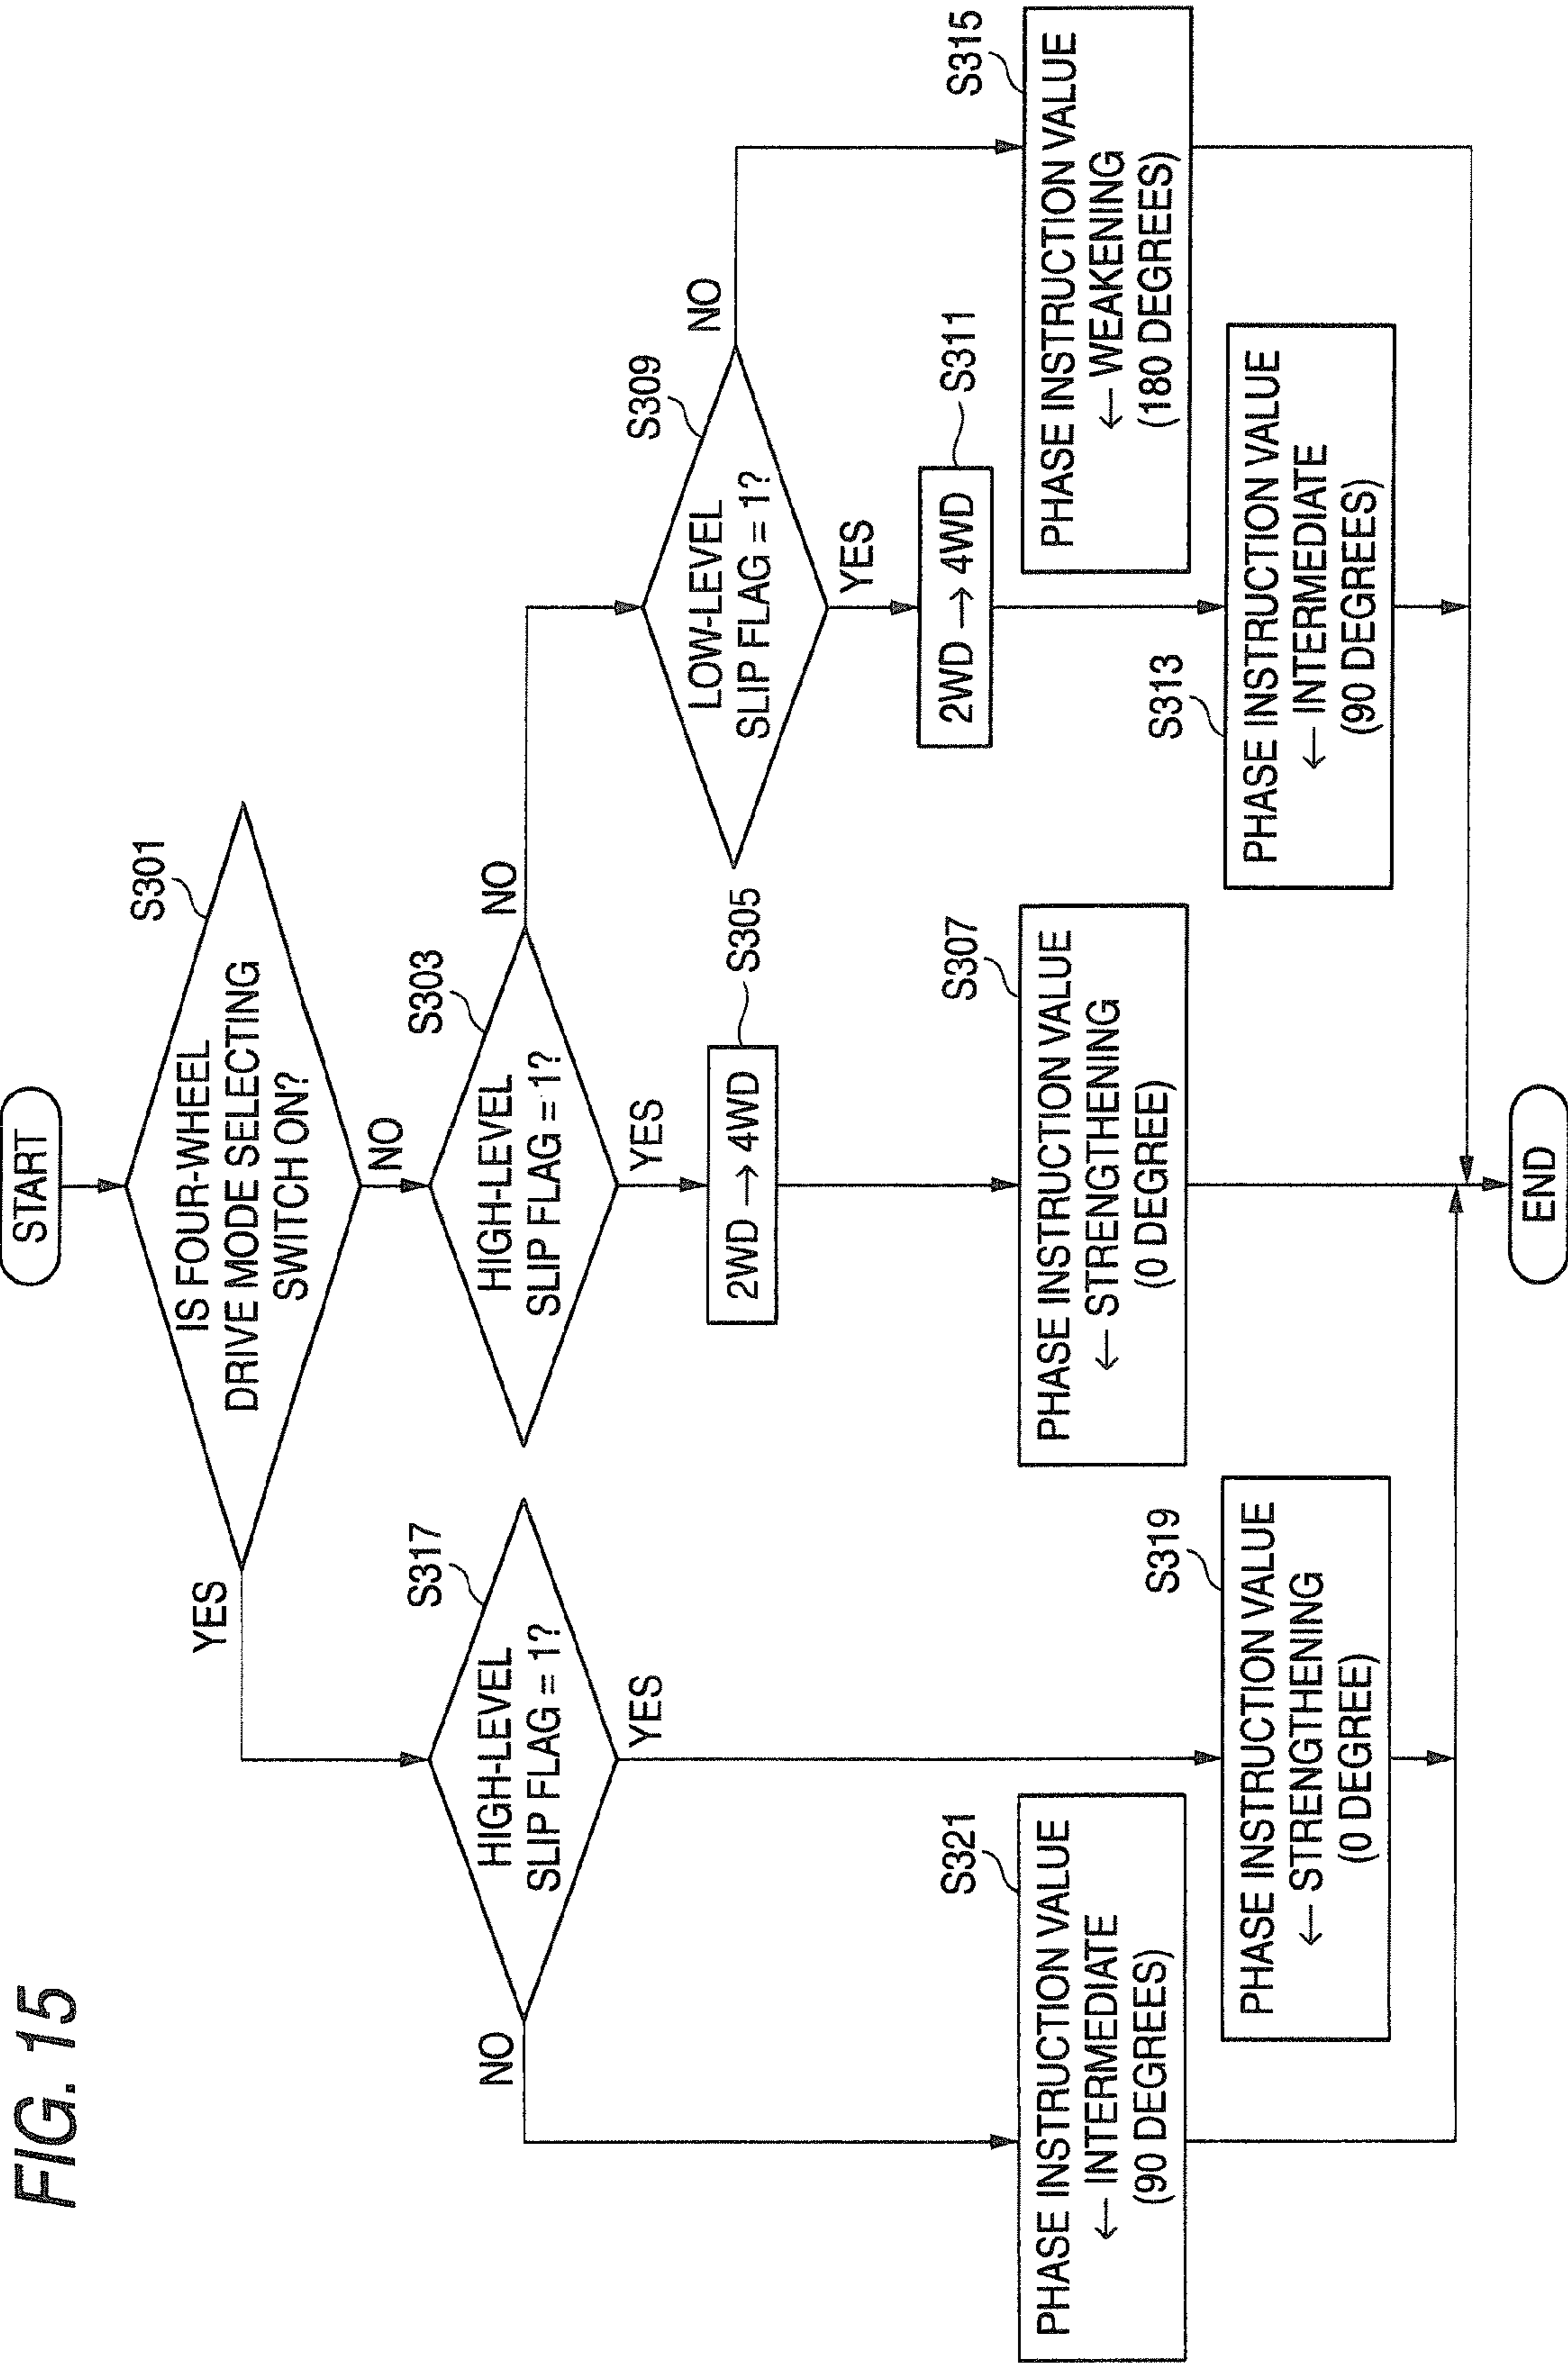 FIG. 15
START
S301
IS FOUR-WHEEL
DRIVE MODE SELECTING
SWITCH ON?
YES
NO
S317
HIGH-LEVEL
SLIP FLAG = 1?
NO
YES
S303
HIGH-LEVEL
SLIP FLAG = 1?
NO
YES
S305
2WD → 4WD
S309
LOW-LEVEL
SLIP FLAG = 1?
NO
YES
S311
2WD → 4WD
S321
PHASE INSTRUCTION VALUE
← INTERMEDIATE
(90 DEGREES)
S307
PHASE INSTRUCTION VALUE
← STRENGTHENING
(0 DEGREE)
S315
PHASE INSTRUCTION VALUE
← WEAKENING
(180 DEGREES)
S319
PHASE INSTRUCTION VALUE
← STRENGTHENING
(0 DEGREE)
S313
PHASE INSTRUCTION VALUE
← INTERMEDIATE
(90 DEGREES)
END